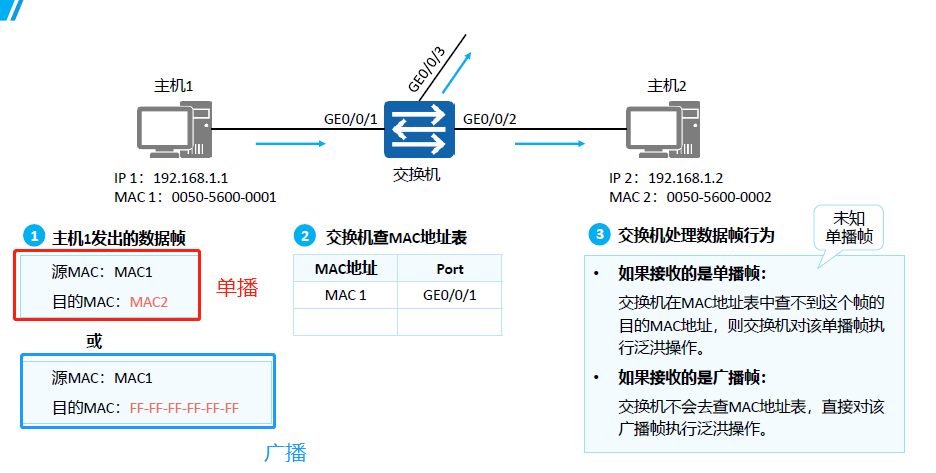 GE0/0/3
主机1
主机2
GE0/0/1
GE0/0/2
交换机
IP 1：192.168.1.1
MAC 1：0050-5600-0001
IP 2：192.168.1.2
MAC 2：0050-5600-0002
1 主机1发出的数据帧
源MAC：MAC1
目的MAC：MAC2
单播
或
源MAC：MAC1
目的MAC：FF-FF-FF-FF-FF-FF
广播
2 交换机查MAC地址表
MAC地址 Port
MAC 1 GE0/0/1
3 交换机处理数据帧行为
未知
单播帧
• 如果接收的是单播帧：
交换机在MAC地址表中查不到这个帧的
目的MAC地址，则交换机对该单播帧执
行泛洪操作。
• 如果接收的是广播帧：
交换机不会去查MAC地址表，直接对该
广播帧执行泛洪操作。